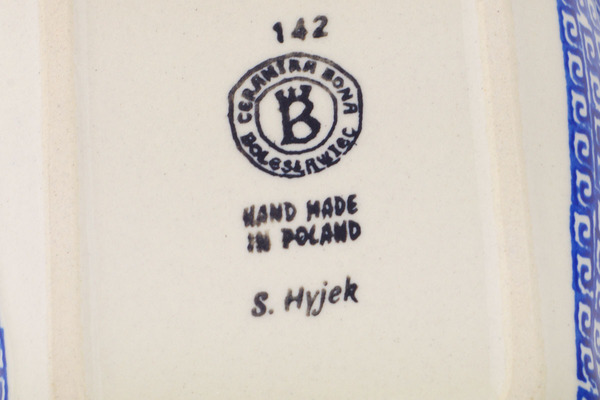 142
CERAMIKA BONA
B
BOLESŁAWIEC
HAND MADE
IN POLAND
S. Hyjek